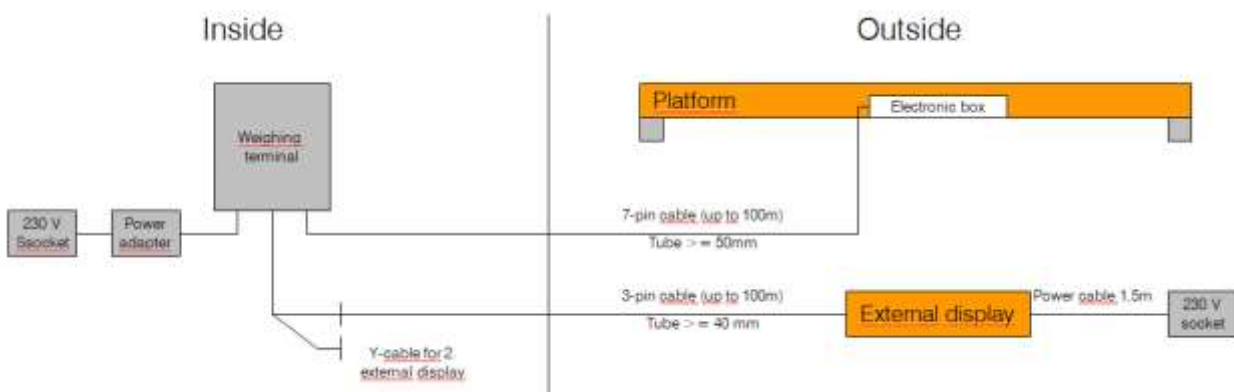 Inside
Outside
Platform
Electronic box
Weighing
terminal
230 V
Ssocket
Power
adapter
7-pin cable (up to 100m)
Tube > = 50mm
3-pin cable (up to 100m)
Tube > = 40 mm
External display
Power cable 1.5m
230 V
socket
Y-cable for 2
external display